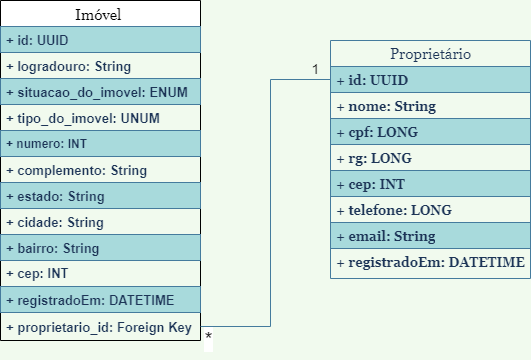 Imóvel
+ id: UUID
+ logradouro: String
+ situacao_do_imovel: ENUM
+ tipo_do_imovel: UNUM
+ numero: INT
+ complemento: String
+ estado: String
+ cidade: String
+ bairro: String
+ cep: INT
+ registradoEm: DATETIME
+ proprietario_id: Foreign Key
*
1
Proprietário
+ id: UUID
+ nome: String
+ cpf: LONG
+ rg: LONG
+ cep: INT
+ telefone: LONG
+ email: String
+ registradoEm: DATETIME